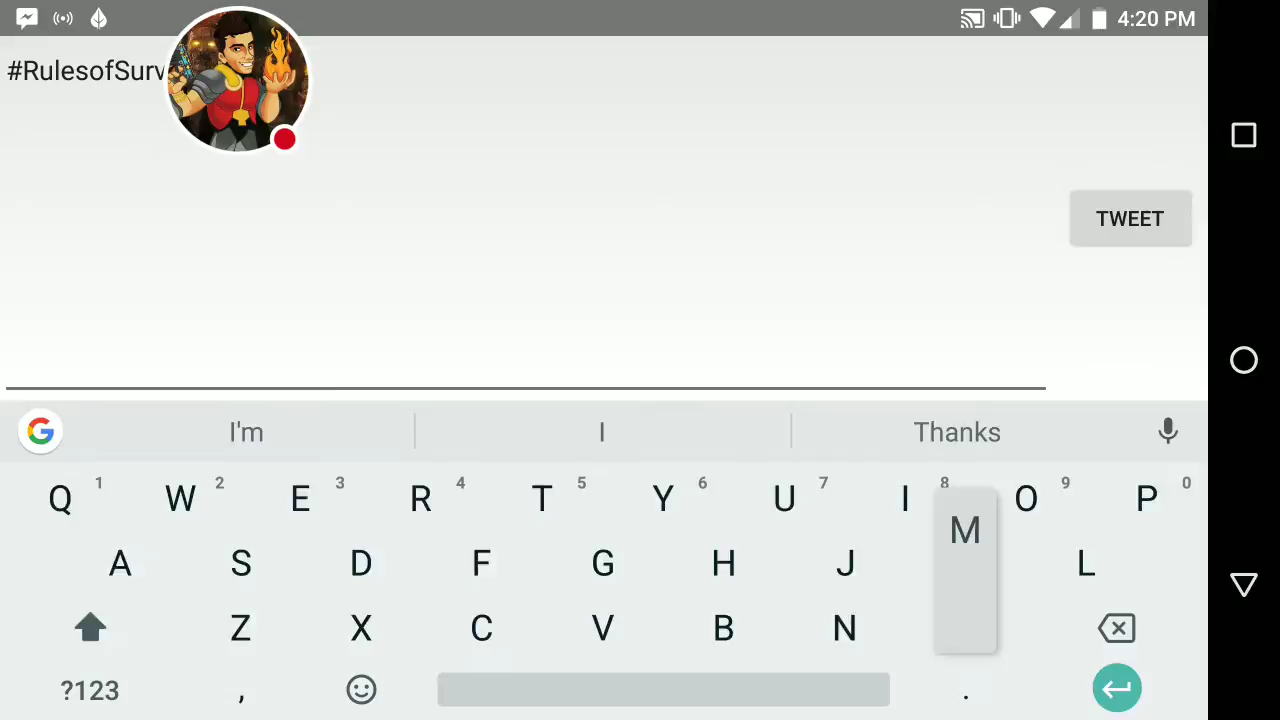 4:20 PM
#RulesofSurv
TWEET
I'm I Thanks
Q 1 W 2 E 3 R 4 T 5 Y 6 U 7 I 8 O 9 P 0
A S D F G H J M L
Z X C V B N
?123 , .